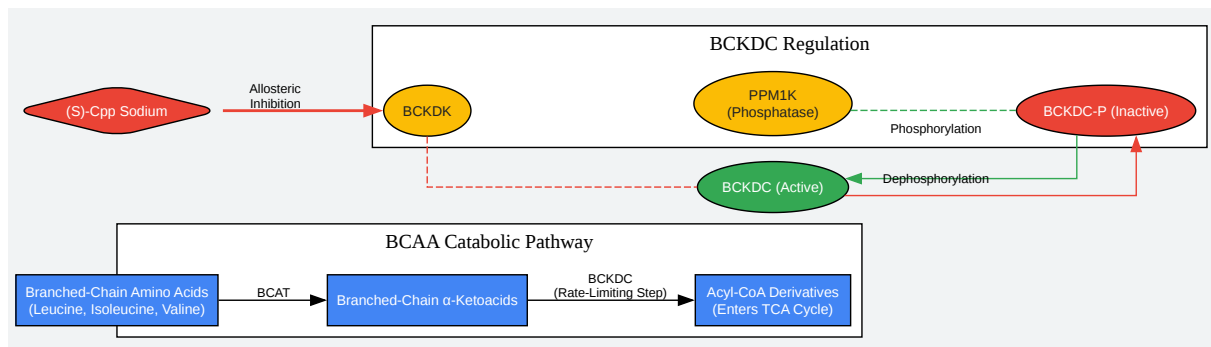 BCKDC Regulation
Allosteric
Inhibition
(S)-Cpp Sodium
BCKDK
PPM1K
(Phosphatase)
BCKDC-P (Inactive)
Phosphorylation
BCKDC (Active)
Dephosphorylation
BCAA Catabolic Pathway
Branched-Chain Amino Acids
(Leucine, Isoleucine, Valine)
BCAT
Branched-Chain α-Ketoacids
BCKDC
(Rate-Limiting Step)
Acyl-CoA Derivatives
(Enters TCA Cycle)